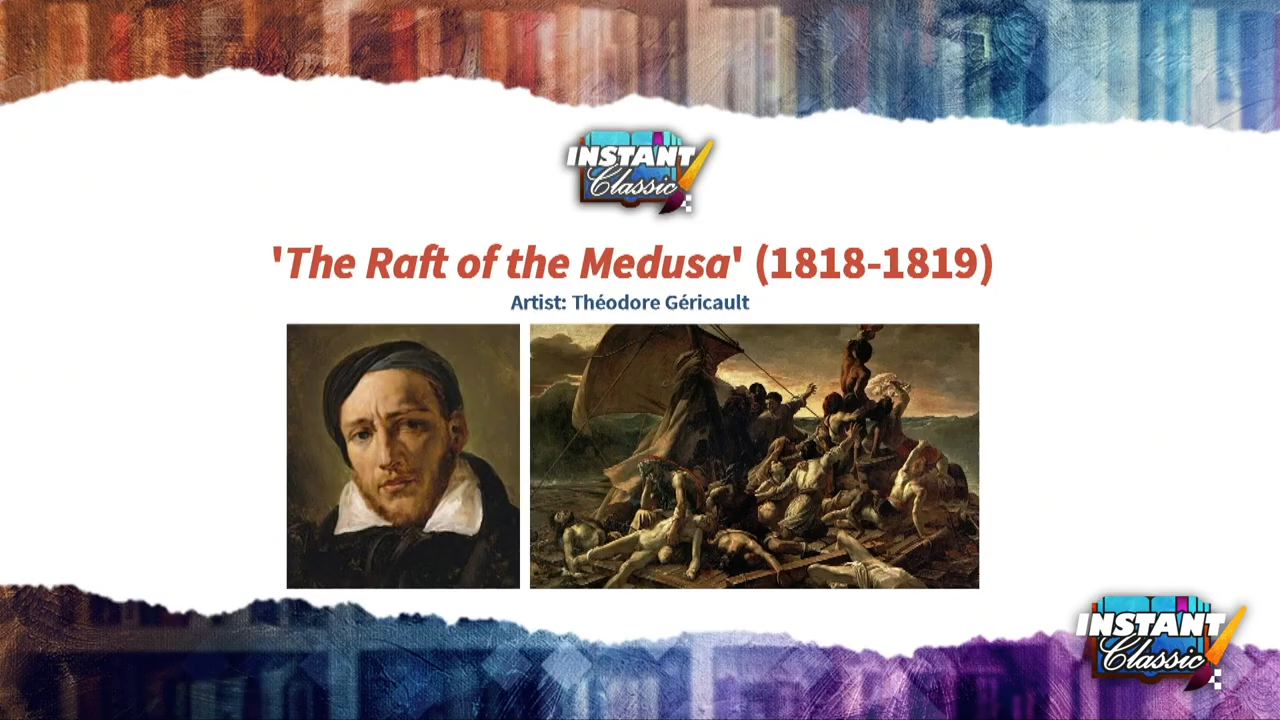 INSTANT
Classic
'The Raft of the Medusa' (1818-1819)
Artist: Théodore Géricault
INSTANT
Classic